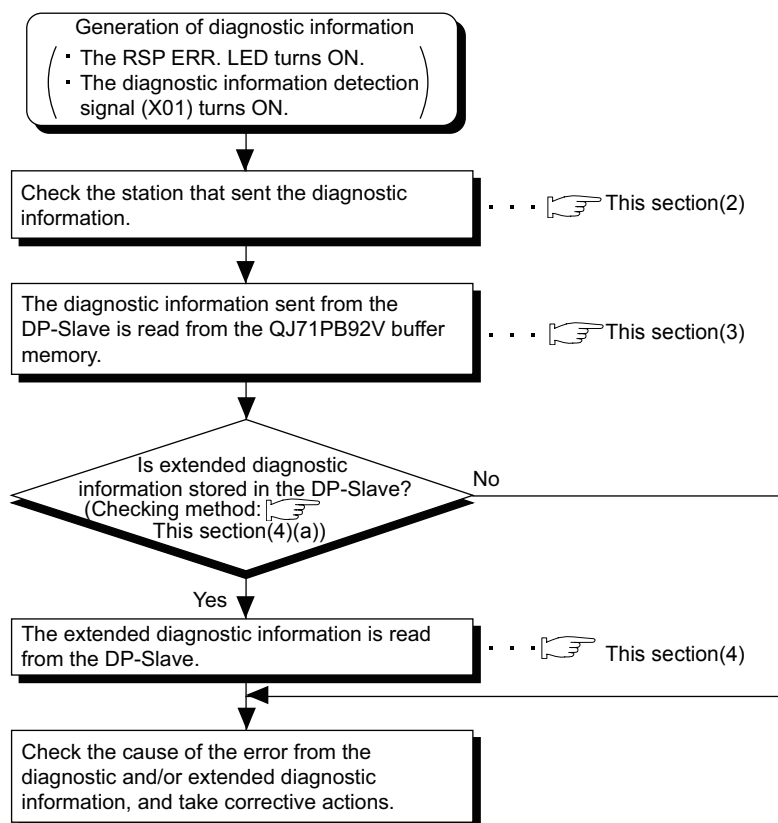 Generation of diagnostic information
· The RSP ERR. LED turns ON.
· The diagnostic information detection
signal (X01) turns ON.
Check the station that sent the diagnostic
information.
· · · This section(2)
The diagnostic information sent from the
DP-Slave is read from the QJ71PB92V buffer
memory.
· · · This section(3)
Is extended diagnostic
information stored in the DP-Slave?
(Checking method:
This section(4)(a))
No
Yes
The extended diagnostic information is read
from the DP-Slave.
· · · This section(4)
Check the cause of the error from the
diagnostic and/or extended diagnostic
information, and take corrective actions.